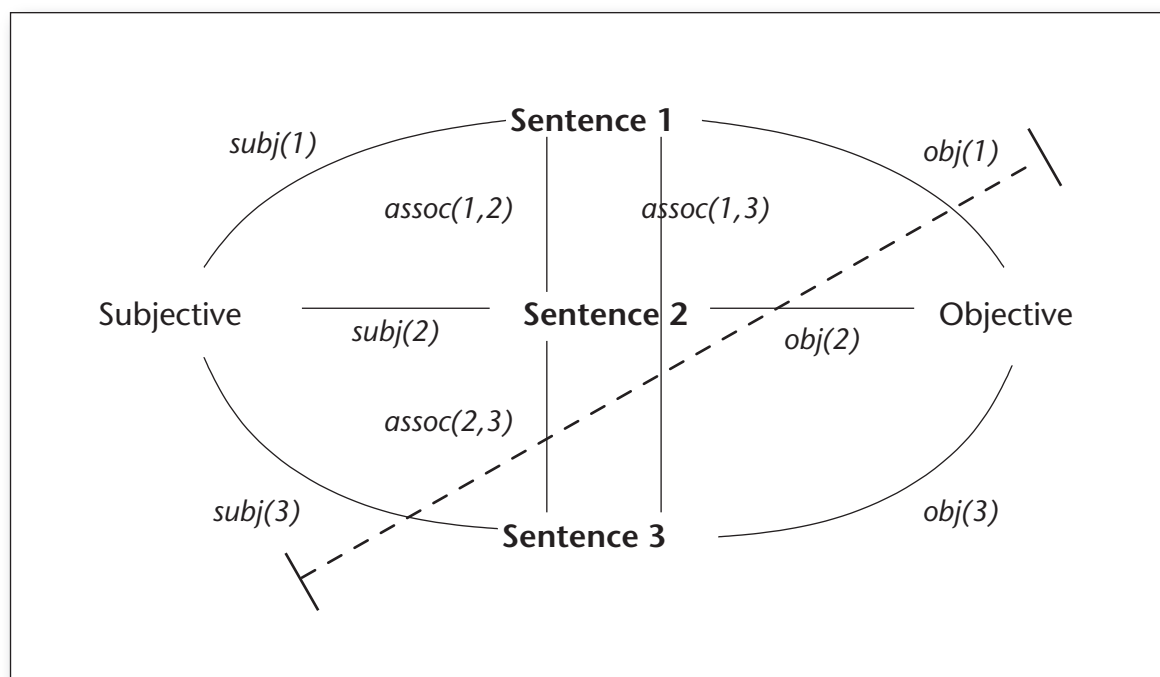 Sentence 1
subj(1)
obj(1)
assoc(1,2)
assoc(1,3)
Subjective
Sentence 2
Objective
subj(2)
obj(2)
assoc(2,3)
subj(3)
obj(3)
Sentence 3